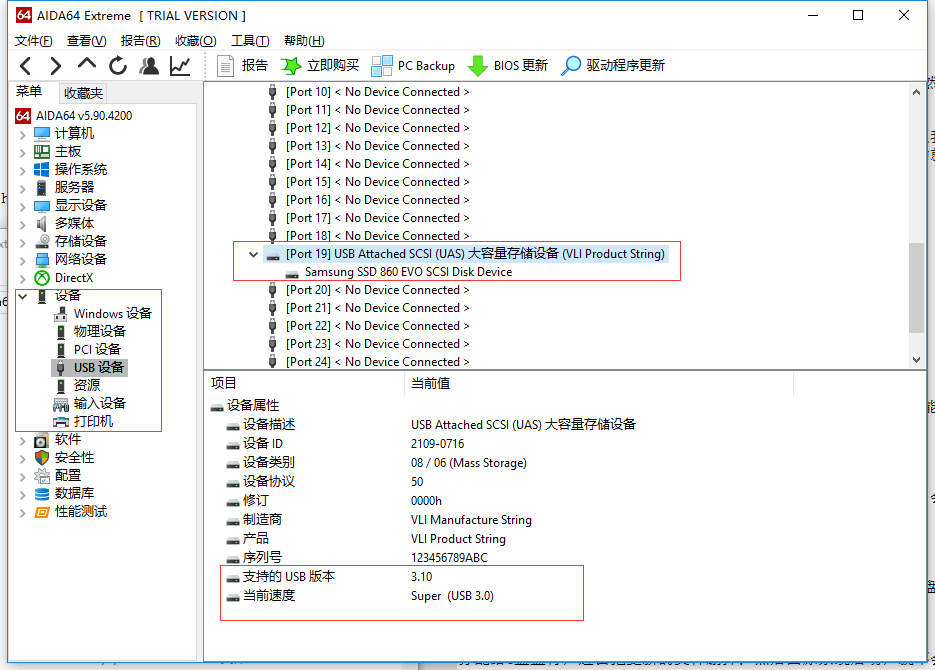 64 AIDA64 Extreme [ TRIAL VERSION ]
文件(F) 查看(V) 报告(R) 收藏(O) 工具(T) 帮助(H)
报告 立即购买 PC Backup BIOS 更新 驱动程序更新
菜单 收藏夹
64 AIDA64 v5.90.4200
计算机
主板
操作系统
服务器
显示设备
多媒体
存储设备
网络设备
DirectX
设备
Windows 设备
物理设备
PCI 设备
USB 设备
资源
输入设备
打印机
软件
安全性
配置
数据库
性能测试
[Port 10] < No Device Connected >
[Port 11] < No Device Connected >
[Port 12] < No Device Connected >
[Port 13] < No Device Connected >
[Port 14] < No Device Connected >
[Port 15] < No Device Connected >
[Port 16] < No Device Connected >
[Port 17] < No Device Connected >
[Port 18] < No Device Connected >
[Port 19] USB Attached SCSI (UAS) 大容量存储设备 (VLI Product String)
Samsung SSD 860 EVO SCSI Disk Device
[Port 20] < No Device Connected >
[Port 21] < No Device Connected >
[Port 22] < No Device Connected >
[Port 23] < No Device Connected >
[Port 24] < No Device Connected >
项目 当前值
设备属性
设备描述 USB Attached SCSI (UAS) 大容量存储设备
设备 ID 2109-0716
设备类别 08 / 06 (Mass Storage)
设备协议 50
修订 0000h
制造商 VLI Manufacture String
产品 VLI Product String
序列号 123456789ABC
支持的 USB 版本 3.10
当前速度 Super (USB 3.0)